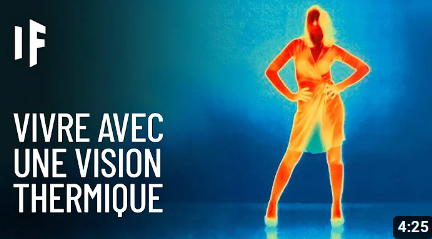 IF
VIVRE AVEC
UNE VISION
THERMIQUE
4:25